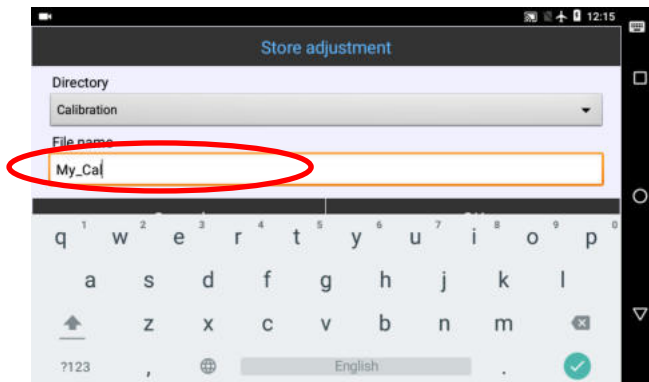 12:15
Store adjustment
Directory
Calibration
File name
My_Cal
q 1 w 2 e 3 r 4 t 5 y 6 u 7 i 8 o 9 p 0
a s d f g h j k l
z x c v b n m
?123 , English .